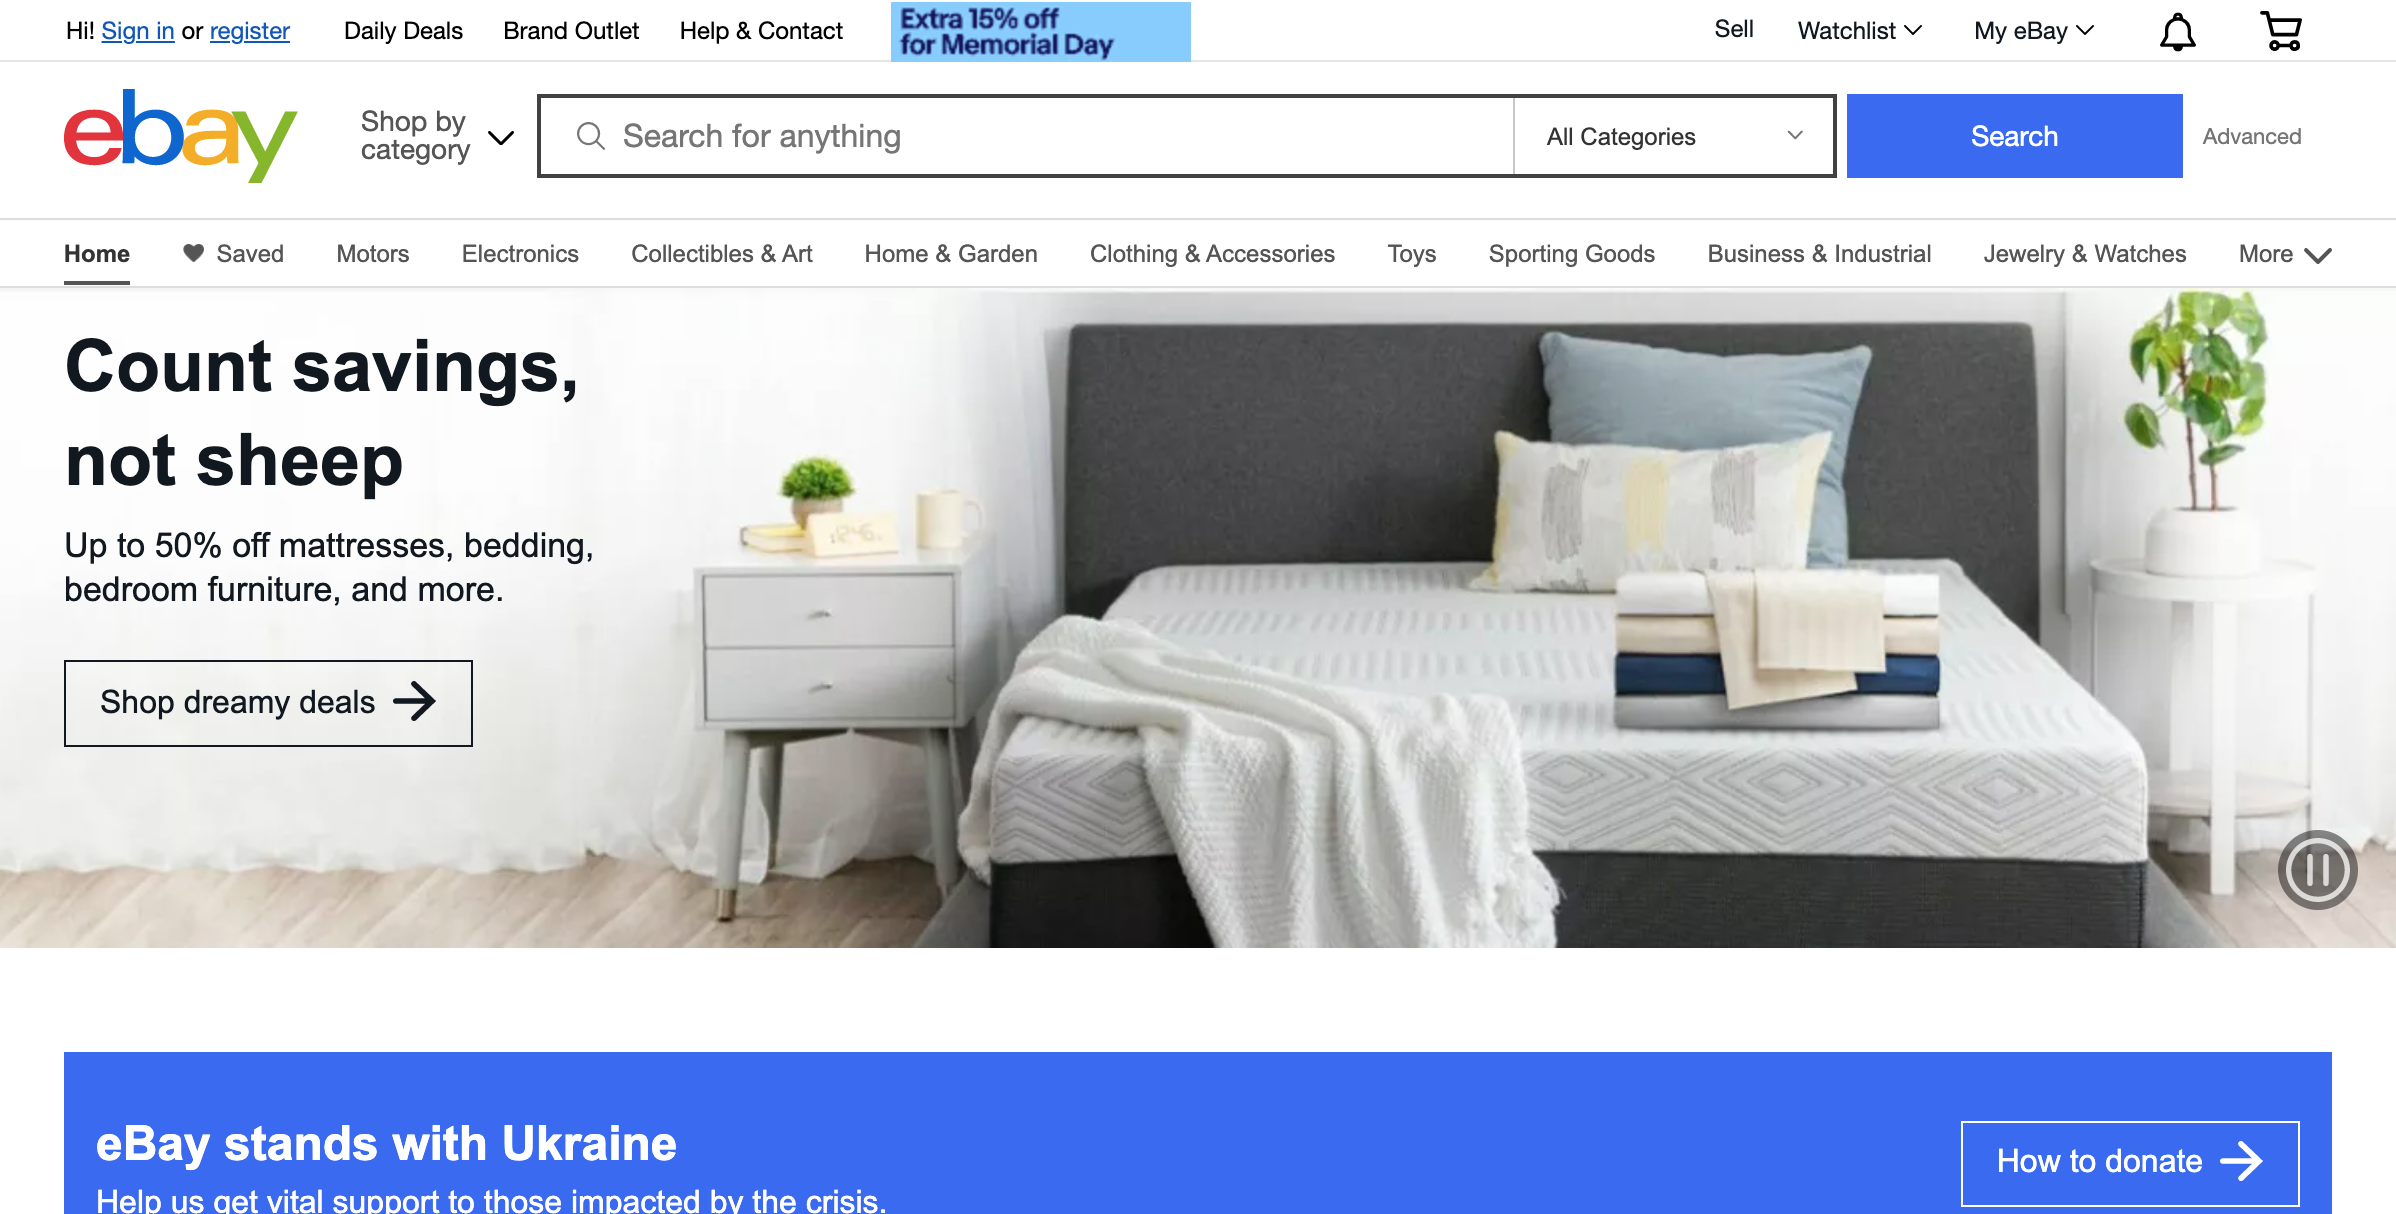 Hi! Sign in or register Daily Deals Brand Outlet Help & Contact
Extra 15% off
for Memorial Day
Sell Watchlist My eBay
ebay
Shop by
category
Search for anything
All Categories
Search
Advanced
Home Saved Motors Electronics Collectibles & Art Home & Garden Clothing & Accessories Toys Sporting Goods Business & Industrial Jewelry & Watches More
Count savings,
not sheep
Up to 50% off mattresses, bedding,
bedroom furniture, and more.
Shop dreamy deals
12:46
eBay stands with Ukraine
Help us get vital support to those impacted by the crisis.
How to donate